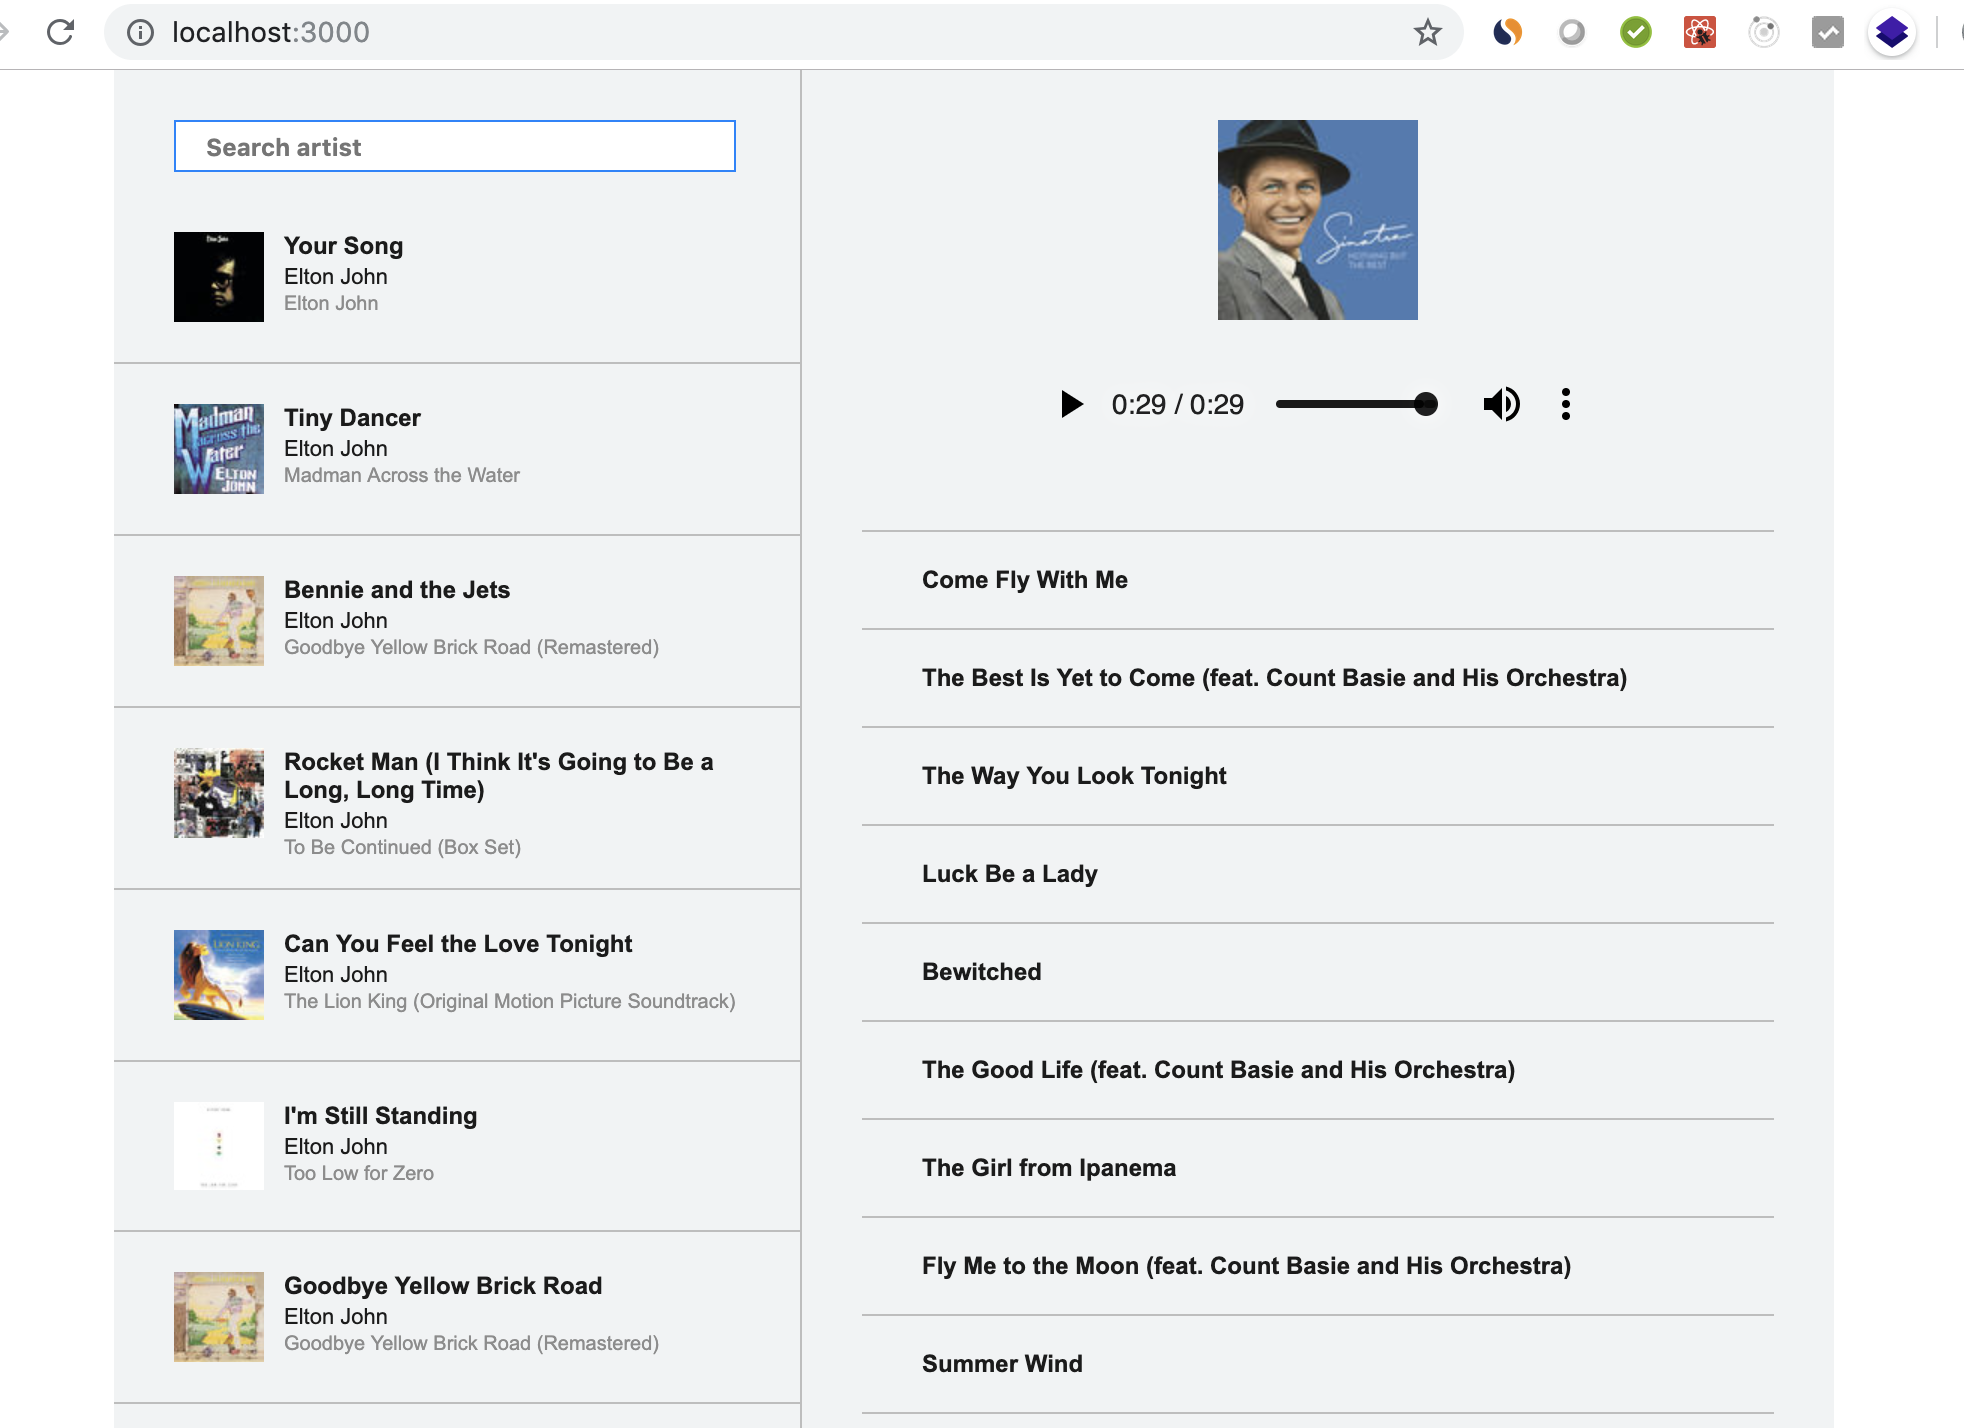 localhost:3000
Search artist
Your Song
Elton John
Elton John
Madman
across the
Water
ELTON
JOHN
Tiny Dancer
Elton John
Madman Across the Water
Bennie and the Jets
Elton John
Goodbye Yellow Brick Road (Remastered)
Rocket Man (I Think It's Going to Be a
Long, Long Time)
Elton John
To Be Continued (Box Set)
LION KING
Can You Feel the Love Tonight
Elton John
The Lion King (Original Motion Picture Soundtrack)
I'm Still Standing
Elton John
Too Low for Zero
Goodbye Yellow Brick Road
Elton John
Goodbye Yellow Brick Road (Remastered)
Sinatra
NOTHING BUT
THE BEST
0:29 / 0:29
Come Fly With Me
The Best Is Yet to Come (feat. Count Basie and His Orchestra)
The Way You Look Tonight
Luck Be a Lady
Bewitched
The Good Life (feat. Count Basie and His Orchestra)
The Girl from Ipanema
Fly Me to the Moon (feat. Count Basie and His Orchestra)
Summer Wind